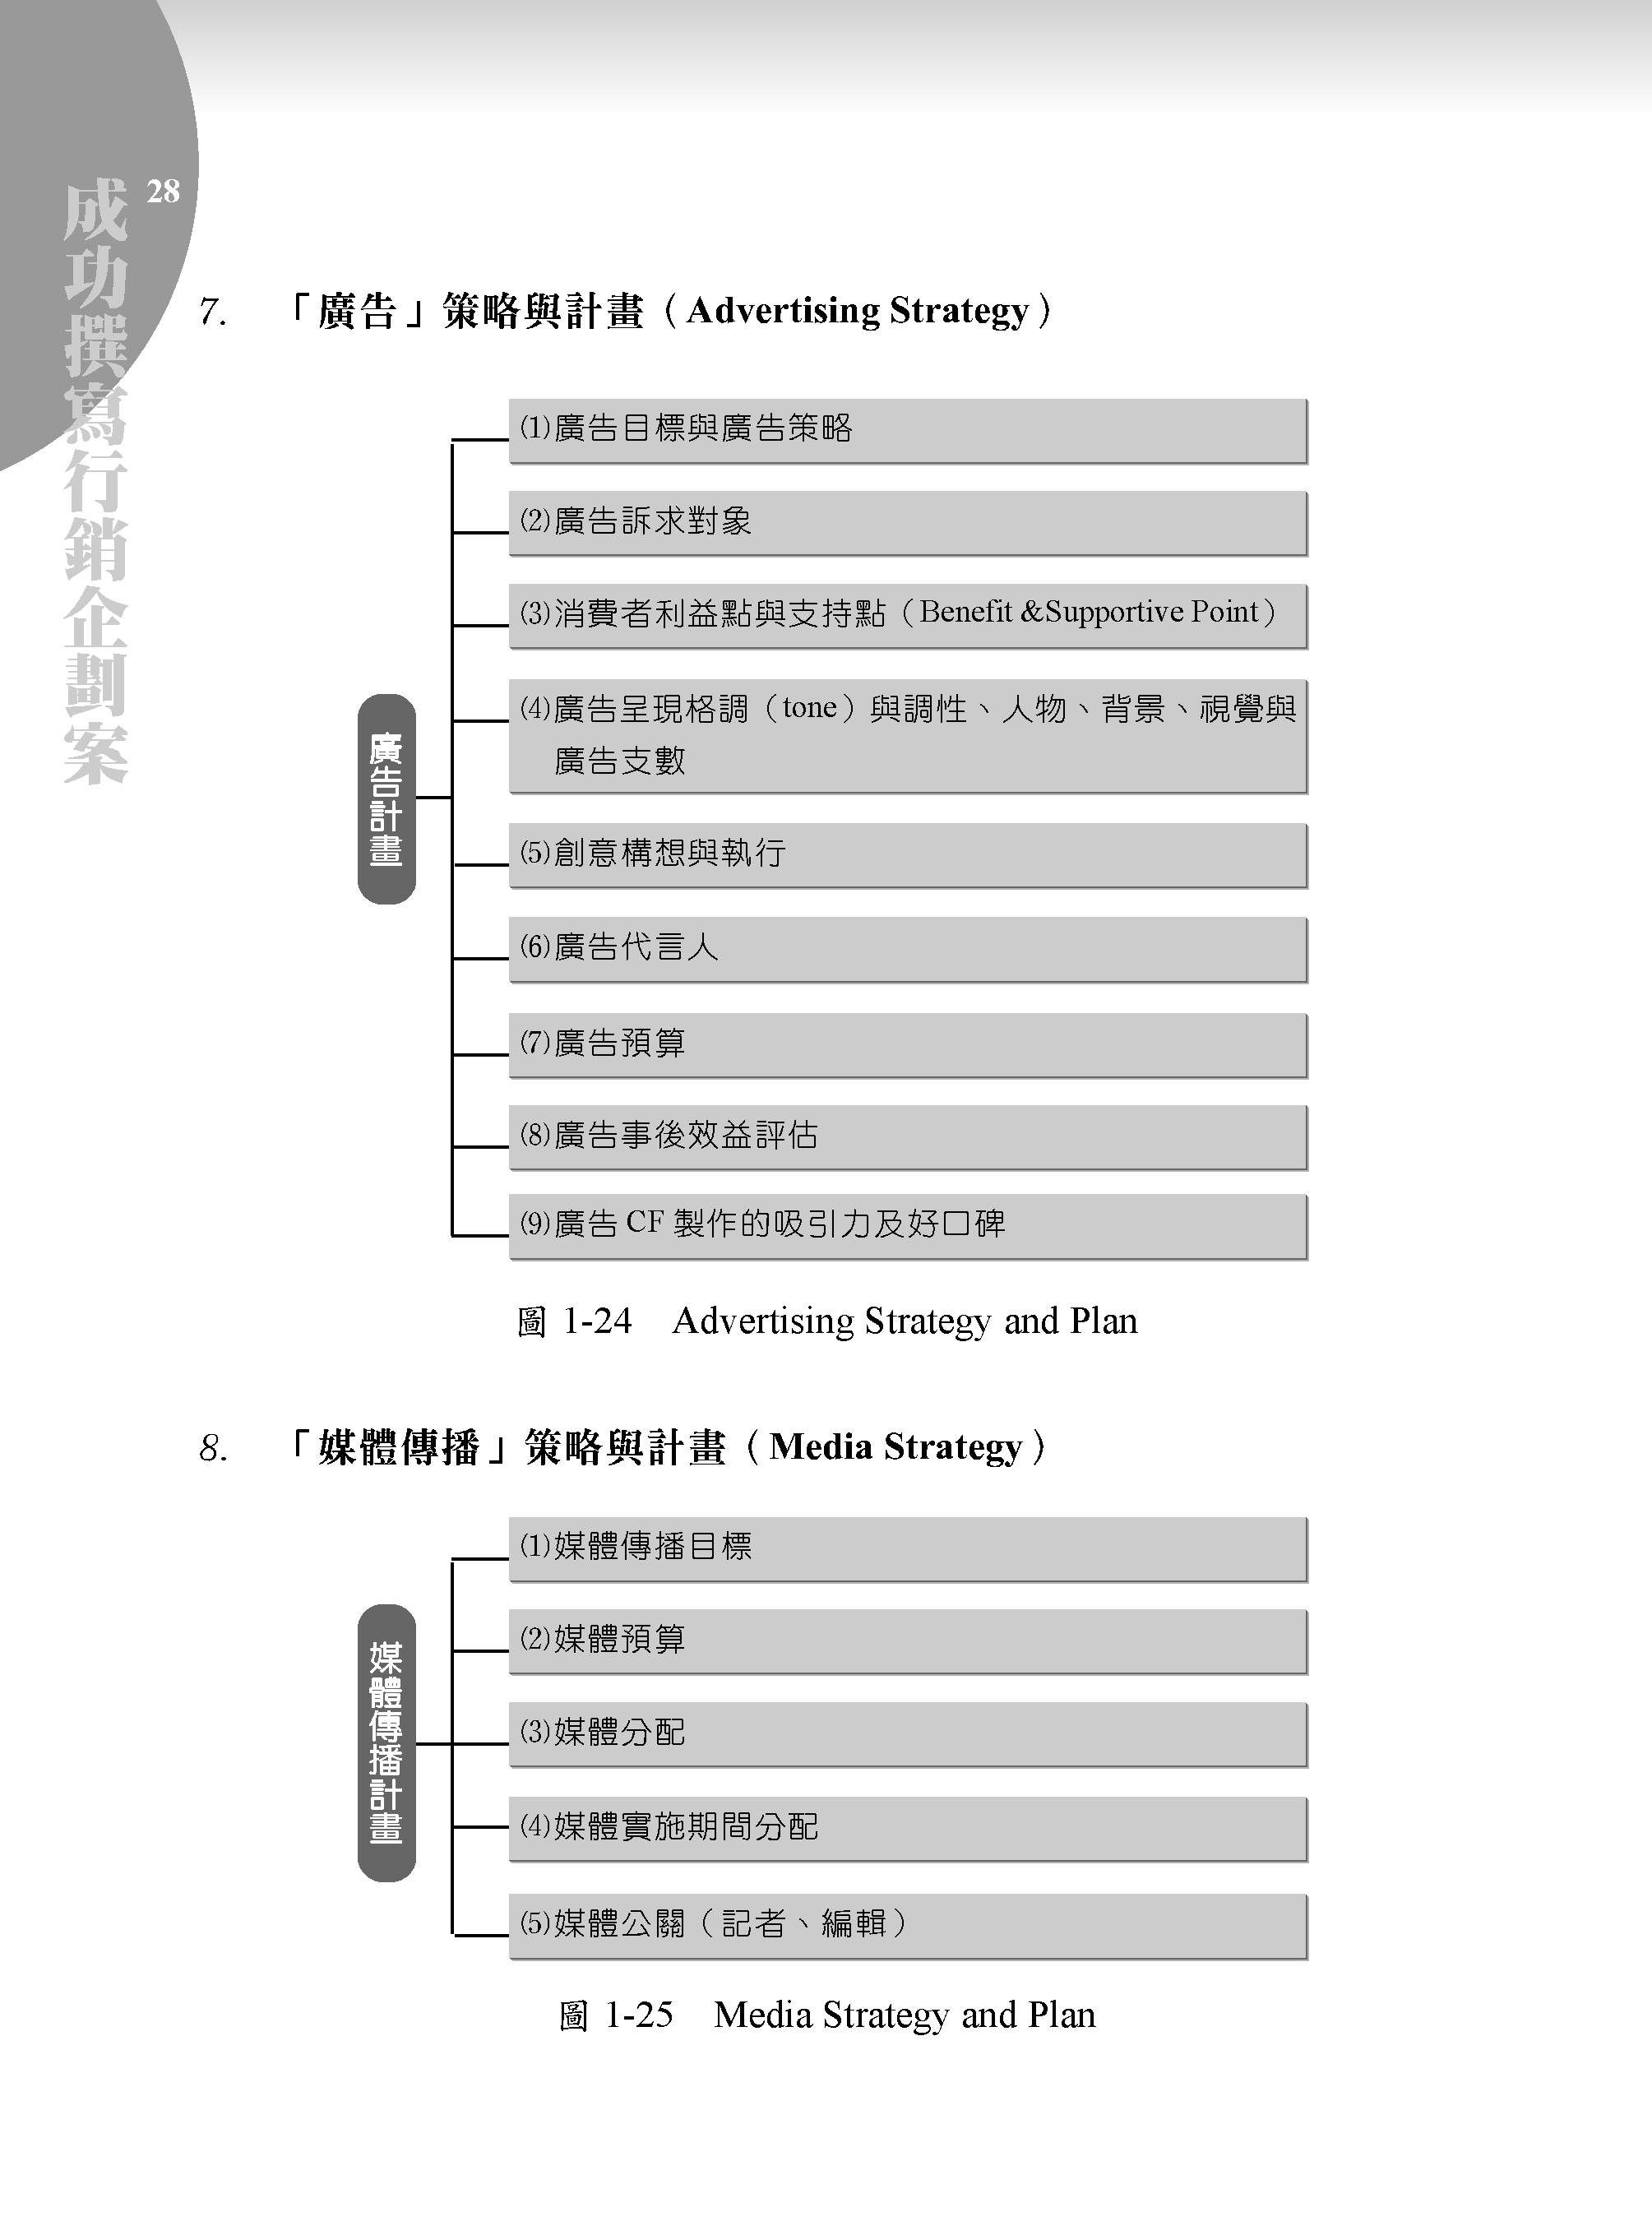 28
成功撰寫行銷企劃案
7. 「廣告」策略與計畫（Advertising Strategy）
廣告計畫
⑴廣告目標與廣告策略
⑵廣告訴求對象
⑶消費者利益點與支持點（Benefit &Supportive Point）
⑷廣告呈現格調（tone）與調性、人物、背景、視覺與
廣告支數
⑸創意構想與執行
⑹廣告代言人
⑺廣告預算
⑻廣告事後效益評估
⑼廣告 CF 製作的吸引力及好口碑
圖 1-24 Advertising Strategy and Plan
8. 「媒體傳播」策略與計畫（Media Strategy）
媒體傳播計畫
⑴媒體傳播目標
⑵媒體預算
⑶媒體分配
⑷媒體實施期間分配
⑸媒體公關（記者、編輯）
圖 1-25 Media Strategy and Plan